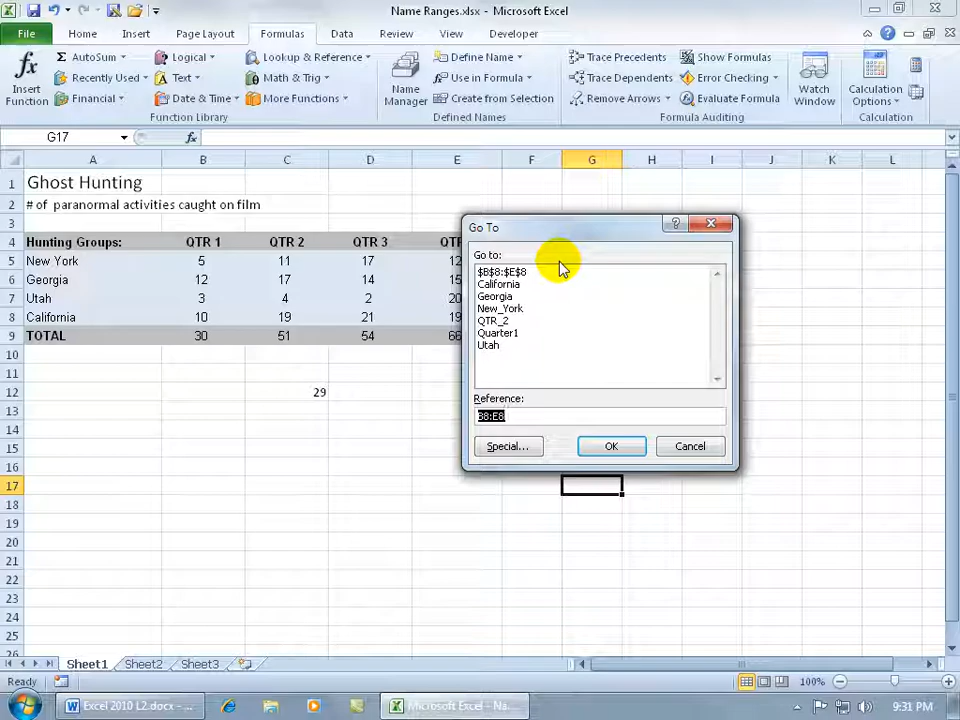 Name Ranges.xlsx - Microsoft Excel
File Home Insert Page Layout Formulas Data Review View Developer
fx Insert Function
AutoSum Logical Lookup & Reference
Recently Used Text Math & Trig
Financial Date & Time More Functions
Function Library
Name Manager
Define Name
Use in Formula
Create from Selection
Defined Names
Trace Precedents Show Formulas
Trace Dependents Error Checking
Remove Arrows Evaluate Formula
Watch Window
Formula Auditing
Calculation Options
Calculation
G17 fx
A B C D E F G H I J K L
1 Ghost Hunting
2 # of paranormal activities caught on film
3
4 Hunting Groups: QTR 1 QTR 2 QTR 3 QTR
5 New York 5 11 17 12
6 Georgia 12 17 14 15
7 Utah 3 4 2 20
8 California 10 19 21 19
9 TOTAL 30 51 54 66
10
11
12 29
13
14
15
16
17
18
19
20
21
22
23
24
25
26
Go To
Go to:
$B$8:$E$8
California
Georgia
New_York
QTR_2
Quarter1
Utah
Reference:
B8:E8
Special... OK Cancel
Sheet1 Sheet2 Sheet3
Ready 100%
Excel 2010 L2.docx - ... Microsoft Excel - Na... 9:31 PM